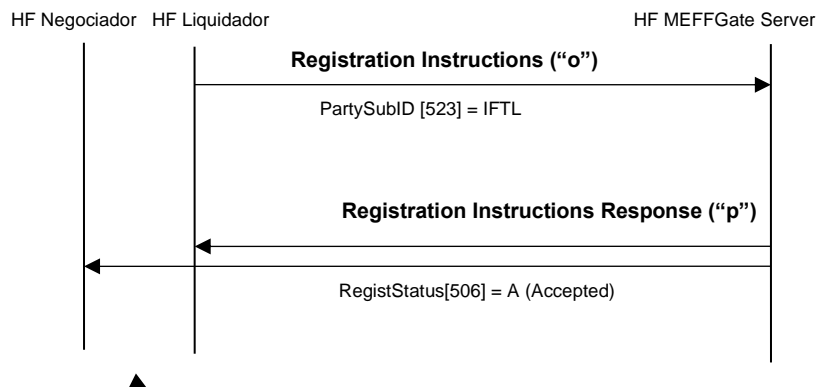 HF Negociador HF Liquidador HF MEFFGate Server
Registration Instructions (“o”)
PartySubID [523] = IFTL
Registration Instructions Response (“p”)
RegistStatus[506] = A (Accepted)